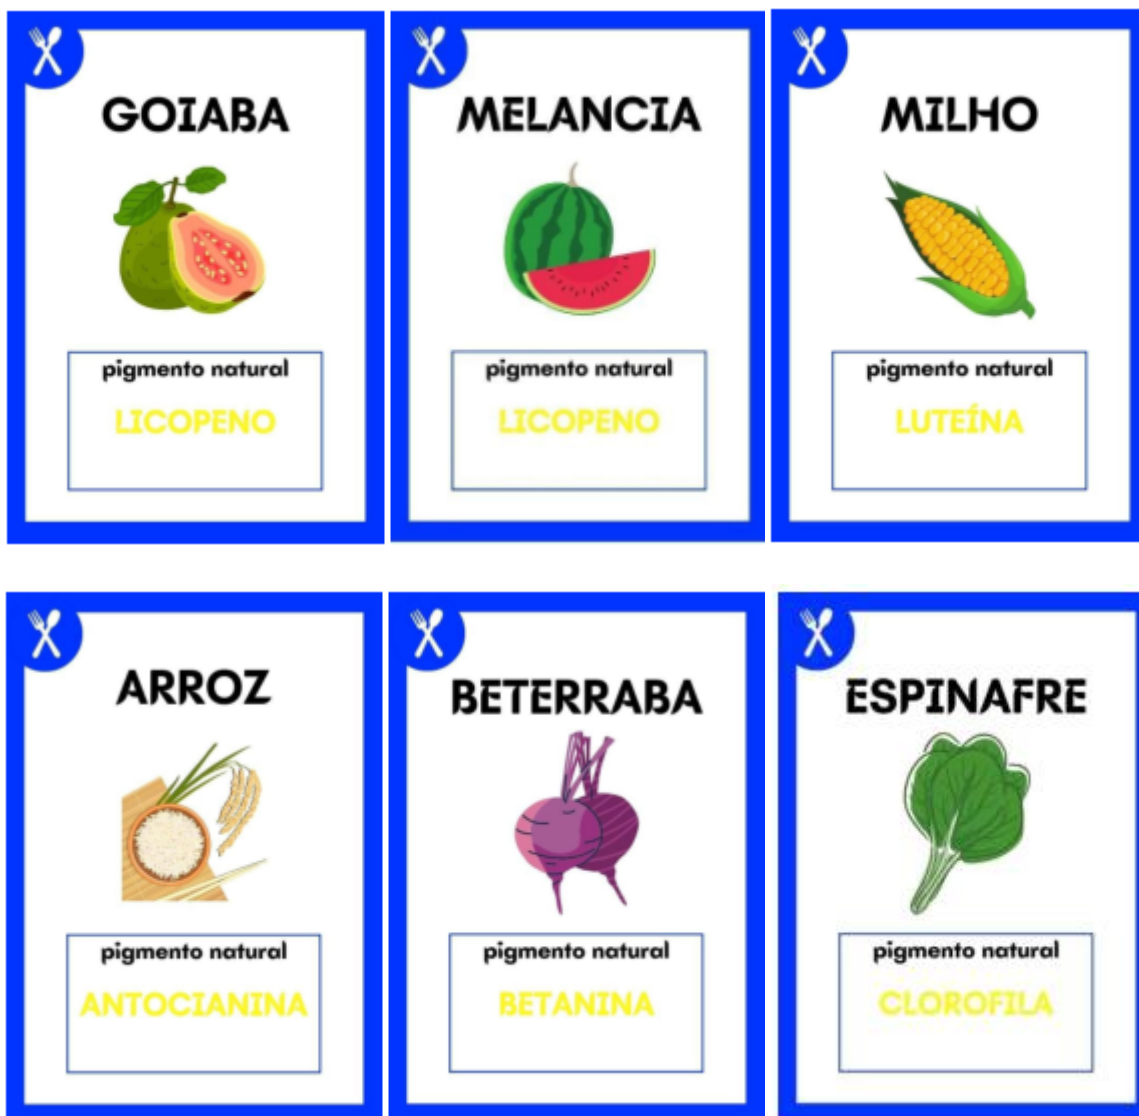 GOIABA
pigmento natural
LICOPENO
MELANCIA
pigmento natural
LICOPENO
MILHO
pigmento natural
LUTEÍNA
ARROZ
pigmento natural
ANTOCIANINA
BETERRABA
pigmento natural
BETANINA
ESPINAFRE
pigmento natural
CLOROFILA